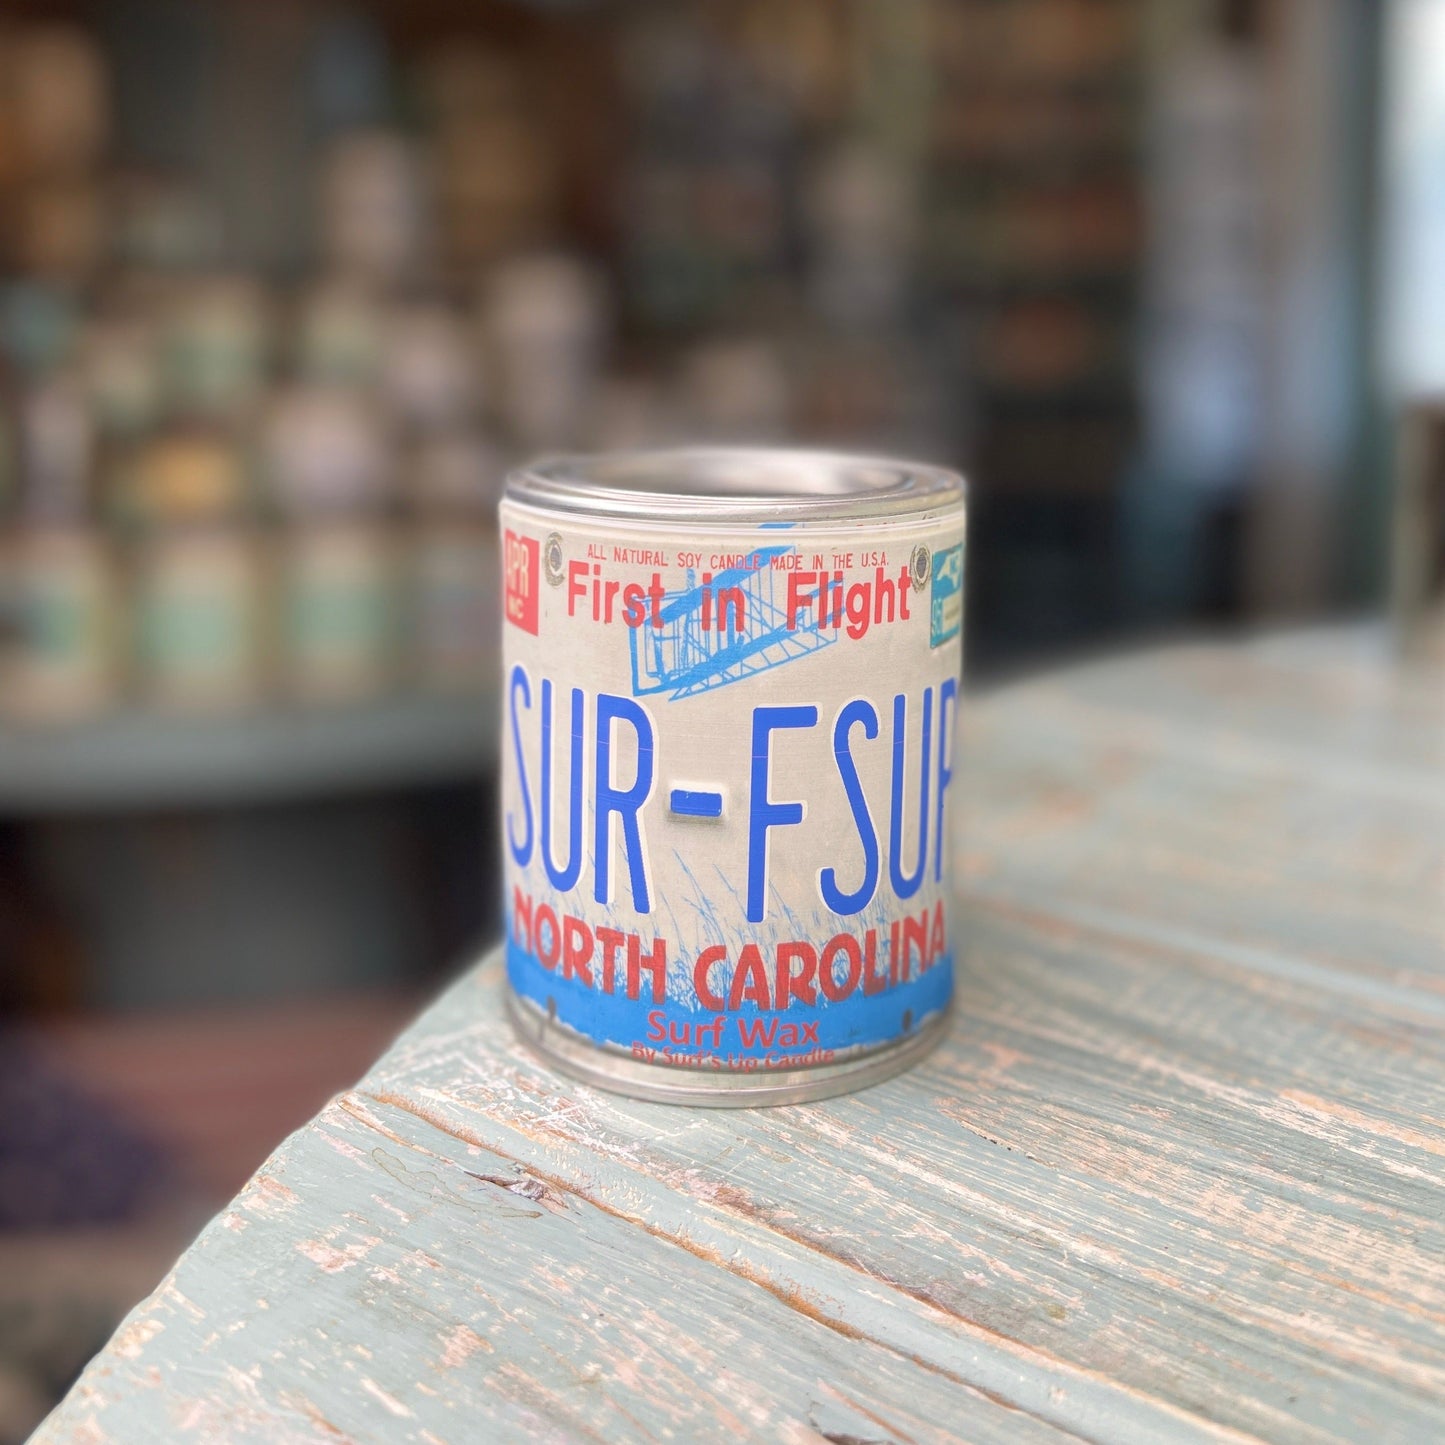 ALL NATURAL SOY CANDLE MADE IN THE U.S.A.
APR
NC
First in Flight
95
SUR-FSUP
NORTH CAROLINA
Surf Wax
By Surf's Up Candle